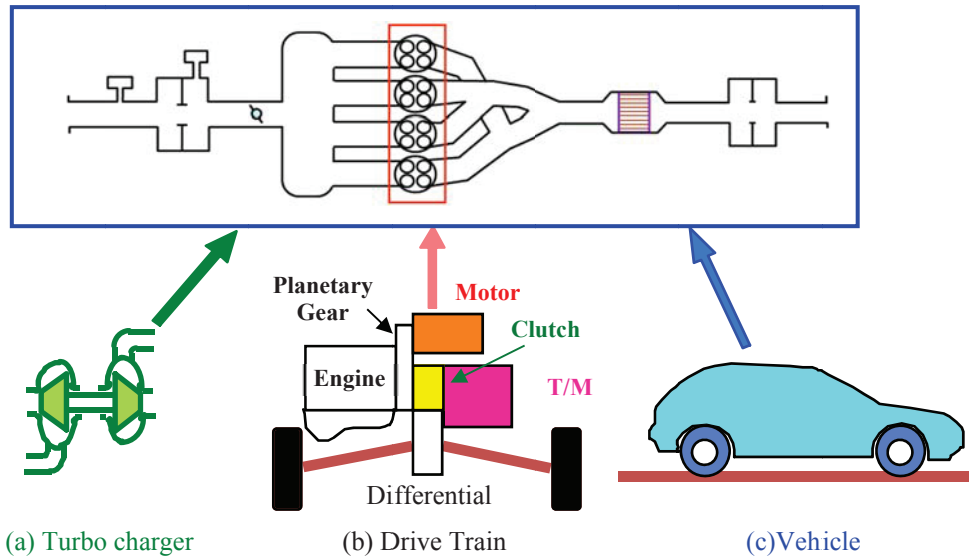 Planetary
Gear
Motor
Clutch
Engine
T/M
Differential
(a) Turbo charger
(b) Drive Train
(c)Vehicle